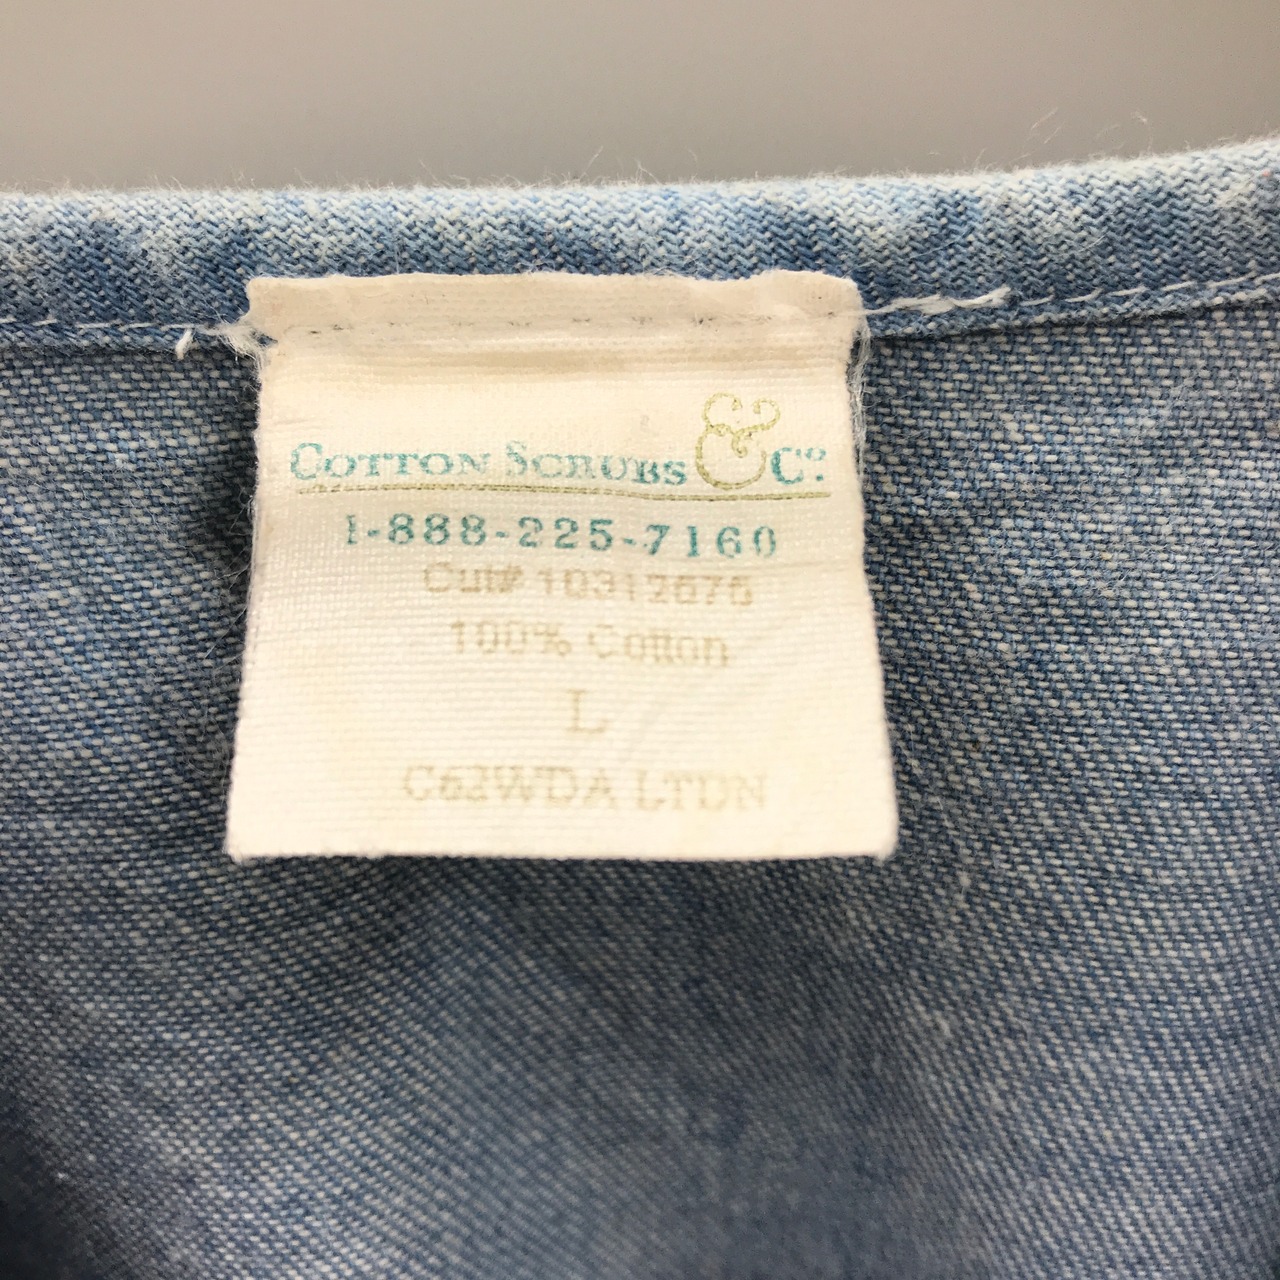 COTTON SCRUBS & Co.
1-888-225-7160
Cut# 10312676
100% Cotton
L
C62WDA LTDN